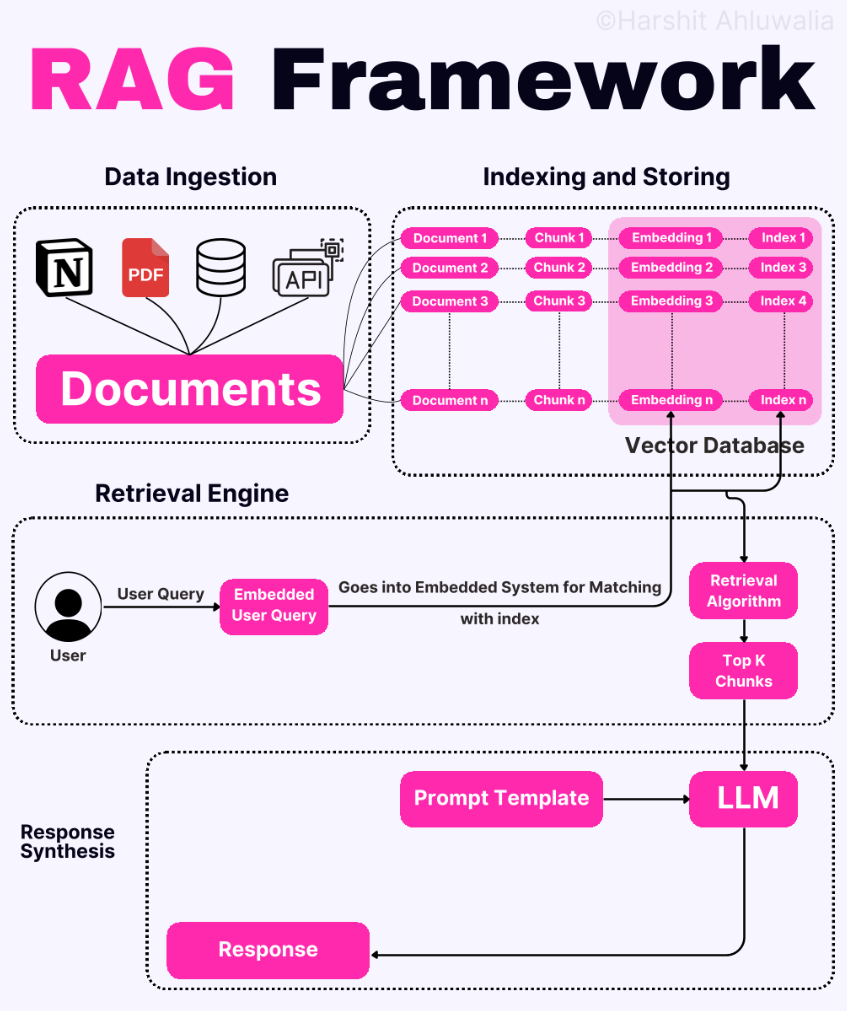 ©Harshit Ahluwalia
RAG Framework
Data Ingestion
Indexing and Storing
N
PDF
API
Documents
Document 1
Chunk 1
Embedding 1
Index 1
Document 2
Chunk 2
Embedding 2
Index 3
Document 3
Chunk 3
Embedding 3
Index 4
Document n
Chunk n
Embedding n
Index n
Vector Database
Retrieval Engine
User
User Query
Embedded
User Query
Goes into Embedded System for Matching
with index
Retrieval
Algorithm
Top K
Chunks
Response
Synthesis
Prompt Template
LLM
Response